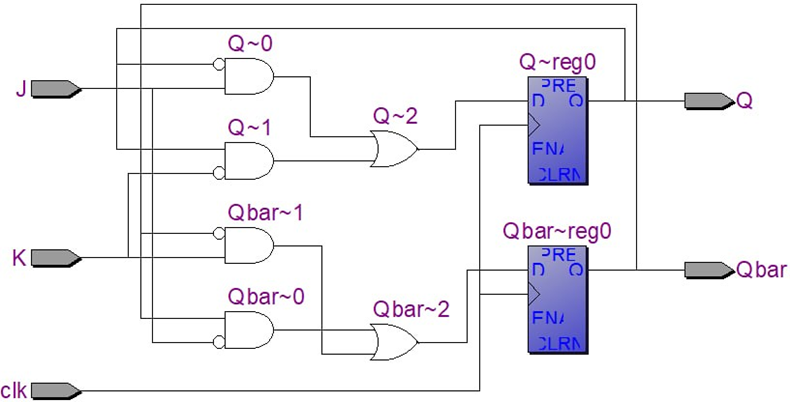 Q~0
Q~reg0
J
PRE
D Q
Q
Q~2
Q~1
ENA
CLRN
Qbar~1
Qbar~reg0
K
PRE
D Q
Qbar
Qbar~0
Qbar~2
ENA
CLRN
clk